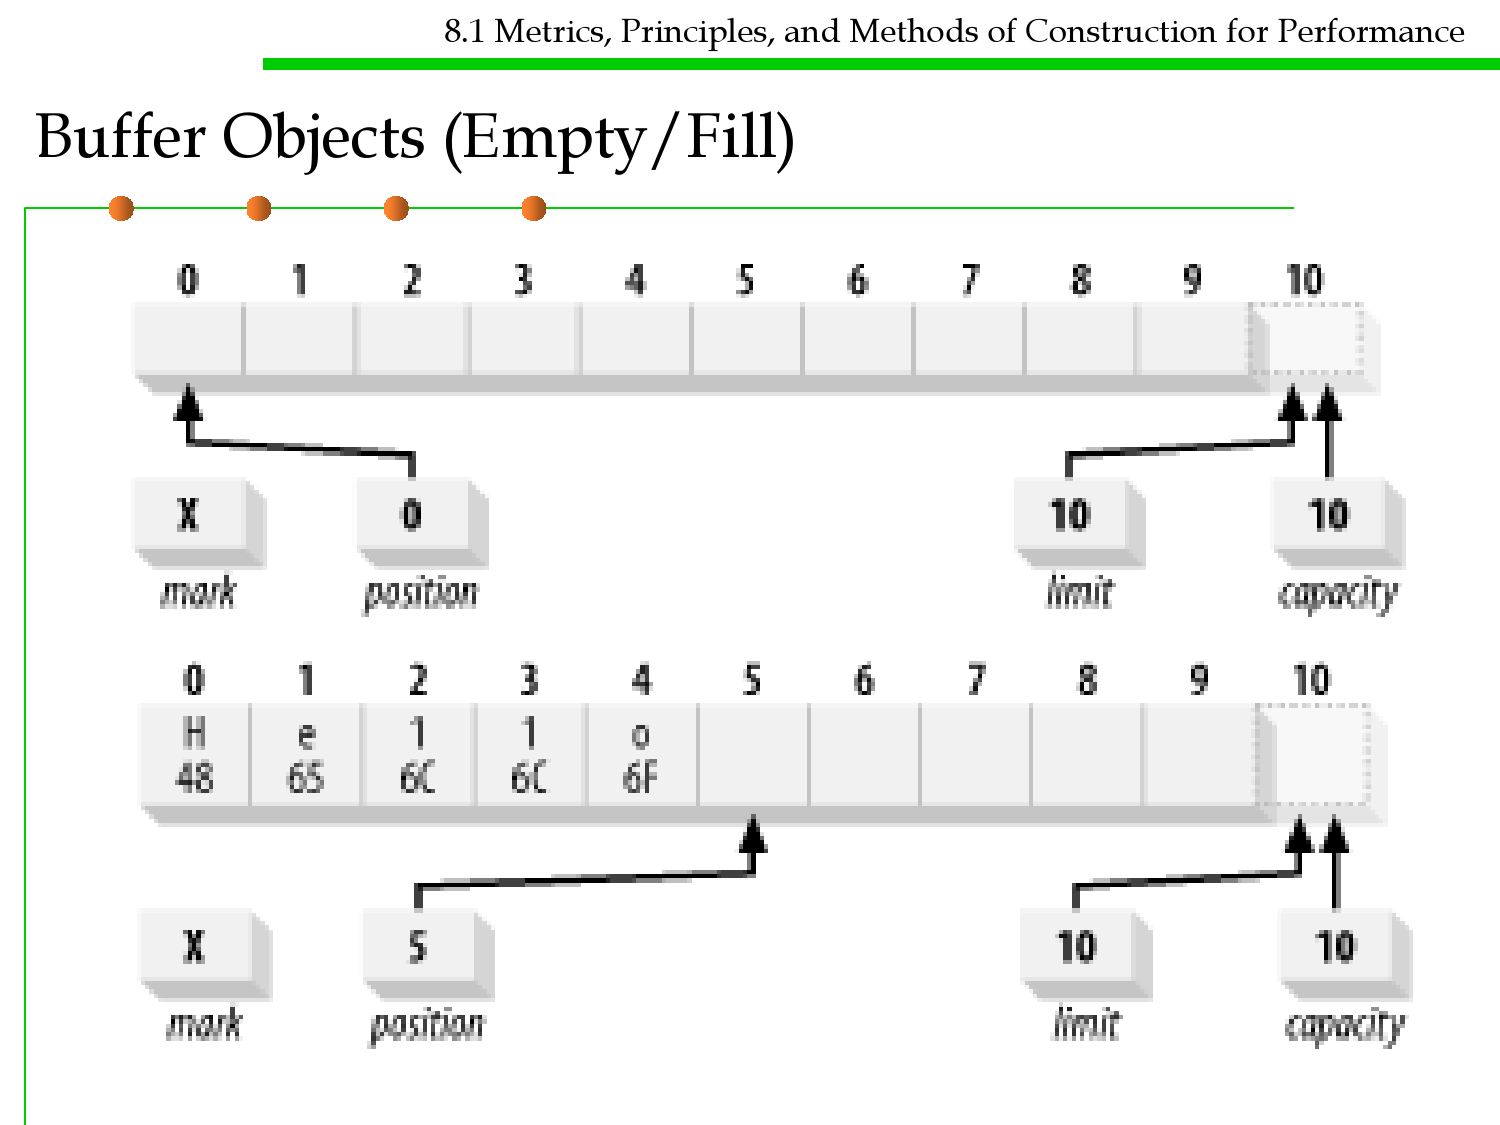 8.1 Metrics, Principles, and Methods of Construction for Performance
Buffer Objects (Empty/Fill)
0 1 2 3 4 5 6 7 8 9 10
X 0 10 10
mark position limit capacity
0 1 2 3 4 5 6 7 8 9 10
H e l l o
48 65 6C 6C 6F
X 5 10 10
mark position limit capacity